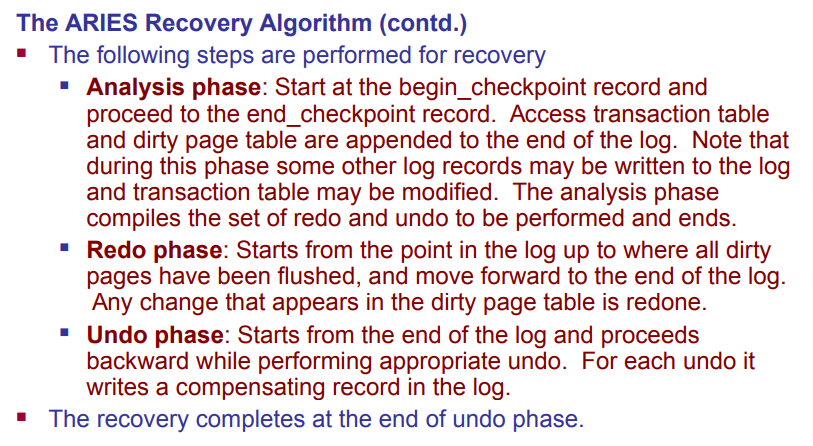 The ARIES Recovery Algorithm (contd.)
The following steps are performed for recovery
Analysis phase: Start at the begin_checkpoint record and
proceed to the end_checkpoint record.  Access transaction table
and dirty page table are appended to the end of the log.  Note that
during this phase some other log records may be written to the log
and transaction table may be modified.  The analysis phase
compiles the set of redo and undo to be performed and ends.
Redo phase: Starts from the point in the log up to where all dirty
pages have been flushed, and move forward to the end of the log.
Any change that appears in the dirty page table is redone.
Undo phase: Starts from the end of the log and proceeds
backward while performing appropriate undo.  For each undo it
writes a compensating record in the log.
The recovery completes at the end of undo phase.